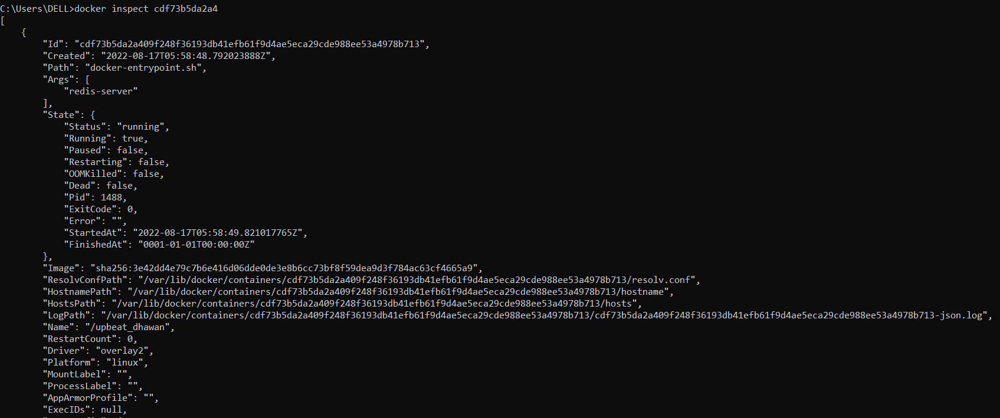 C:\Users\DELL>docker inspect cdf73b5da2a4
[
    {
        "Id": "cdf73b5da2a409f248f36193db41efb61f9d4ae5eca29cde988ee53a4978b713",
        "Created": "2022-08-17T05:58:48.792023888Z",
        "Path": "docker-entrypoint.sh",
        "Args": [
            "redis-server"
        ],
        "State": {
            "Status": "running",
            "Running": true,
            "Paused": false,
            "Restarting": false,
            "OOMKilled": false,
            "Dead": false,
            "Pid": 1488,
            "ExitCode": 0,
            "Error": "",
            "StartedAt": "2022-08-17T05:58:49.821017765Z",
            "FinishedAt": "0001-01-01T00:00:00Z"
        },
        "Image": "sha256:3e42dd4e79c7b6e416d06dde0de3e8b6cc73bf8f59dea9d3f784ac63cf4665a9",
        "ResolvConfPath": "/var/lib/docker/containers/cdf73b5da2a409f248f36193db41efb61f9d4ae5eca29cde988ee53a4978b713/resolv.conf",
        "HostnamePath": "/var/lib/docker/containers/cdf73b5da2a409f248f36193db41efb61f9d4ae5eca29cde988ee53a4978b713/hostname",
        "HostsPath": "/var/lib/docker/containers/cdf73b5da2a409f248f36193db41efb61f9d4ae5eca29cde988ee53a4978b713/hosts",
        "LogPath": "/var/lib/docker/containers/cdf73b5da2a409f248f36193db41efb61f9d4ae5eca29cde988ee53a4978b713/cdf73b5da2a409f248f36193db41efb61f9d4ae5eca29cde988ee53a4978b713-json.log",
        "Name": "/upbeat_dhawan",
        "RestartCount": 0,
        "Driver": "overlay2",
        "Platform": "linux",
        "MountLabel": "",
        "ProcessLabel": "",
        "AppArmorProfile": "",
        "ExecIDs": null,